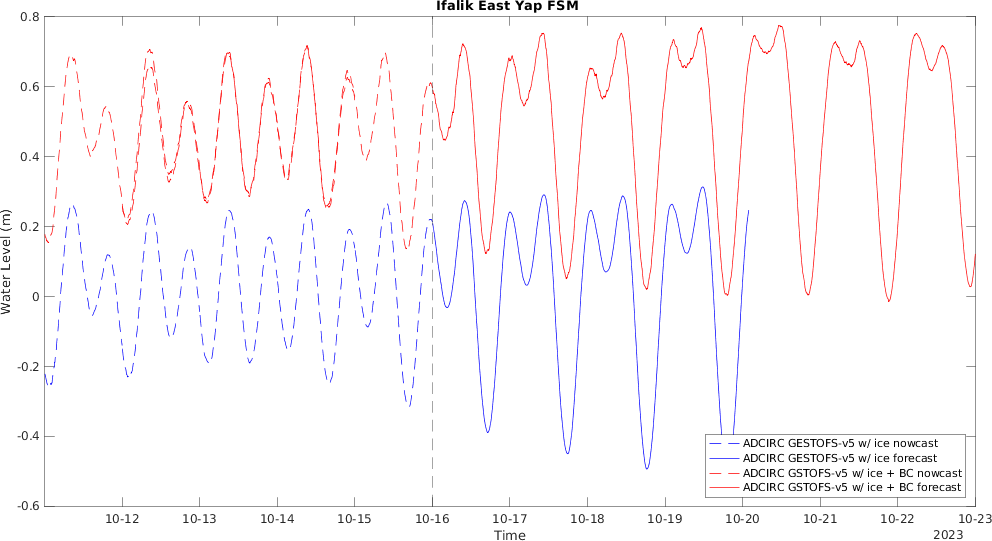 Ifalik East Yap FSM
0.8
0.6
0.4
0.2
0
-0.2
-0.4
-0.6
Water Level (m)
ADCIRC GESTOFS-v5 w/ ice nowcast
ADCIRC GESTOFS-v5 w/ ice forecast
ADCIRC GSTOFS-v5 w/ ice + BC nowcast
ADCIRC GSTOFS-v5 w/ ice + BC forecast
10-12 10-13 10-14 10-15 10-16 10-17 10-18 10-19 10-20 10-21 10-22 10-23
Time
2023